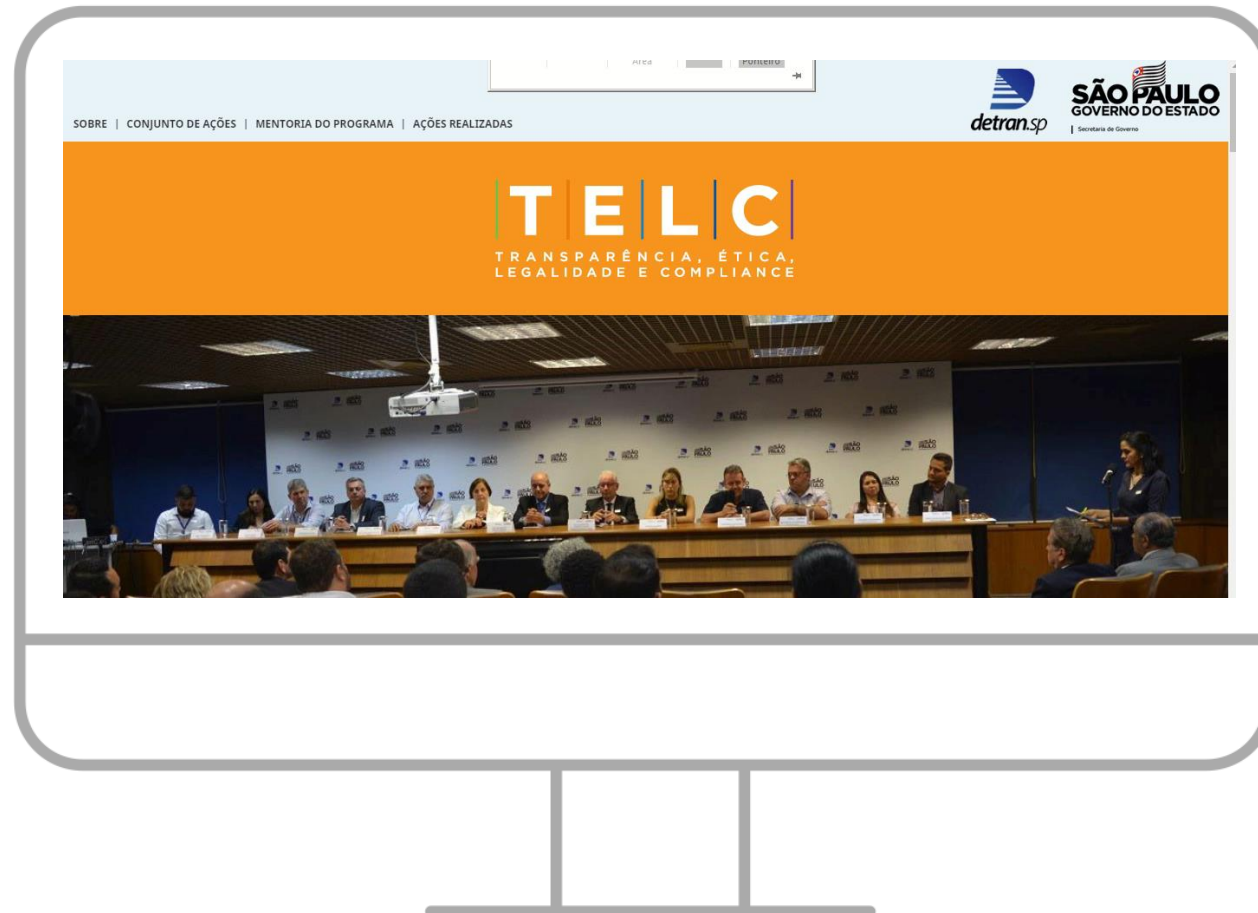 Área
Ponteiro
SOBRE | CONJUNTO DE AÇÕES | MENTORIA DO PROGRAMA | AÇÕES REALIZADAS
detran.sp
SÃO PAULO
GOVERNO DO ESTADO
Secretaria de Governo
|T|E|L|C|
TRANSPARÊNCIA, ÉTICA,
LEGALIDADE E COMPLIANCE